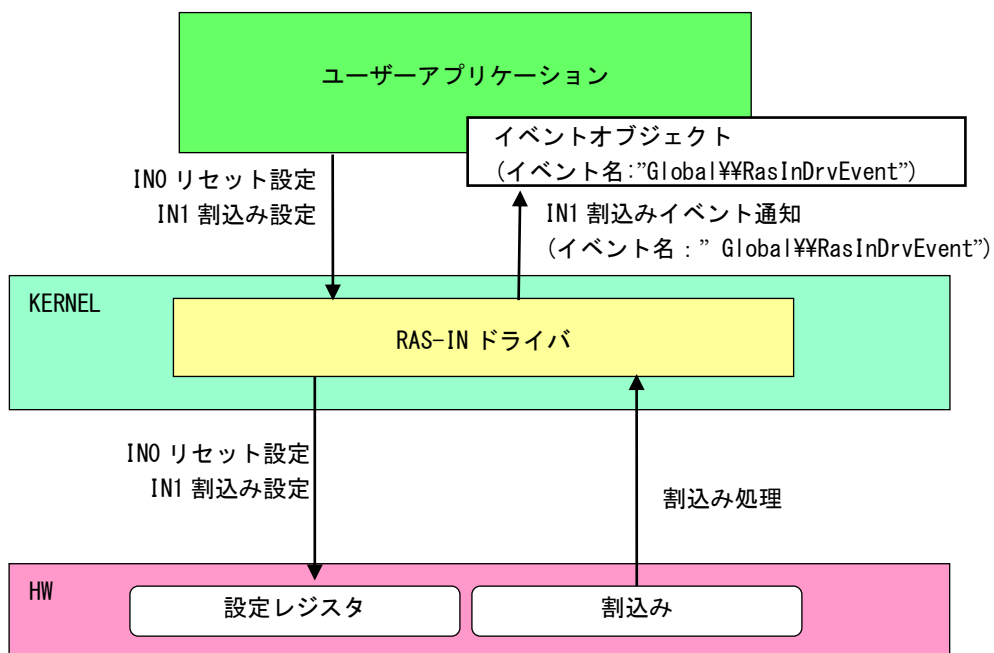 ユーザーアプリケーション
イベントオブジェクト
(イベント名:”Global¥¥RasInDrvEvent”)
IN0 リセット設定
IN1 割込み設定
IN1 割込みイベント通知
(イベント名：” Global¥¥RasInDrvEvent”)
KERNEL
RAS-IN ドライバ
IN0 リセット設定
IN1 割込み設定
割込み処理
HW
設定レジスタ
割込み